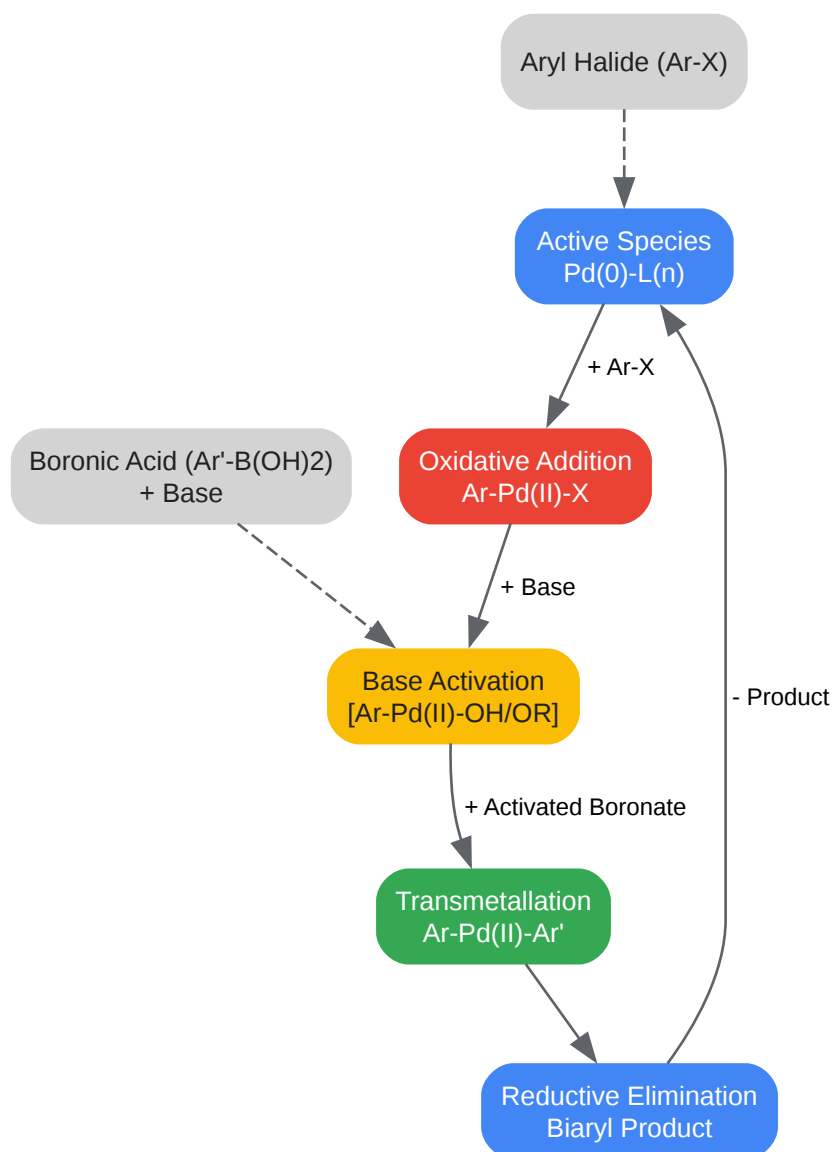 Aryl Halide (Ar-X)
Active Species
Pd(0)-L(n)
+ Ar-X
Boronic Acid (Ar'-B(OH)2)
+ Base
Oxidative Addition
Ar-Pd(II)-X
+ Base
Base Activation
[Ar-Pd(II)-OH/OR]
- Product
+ Activated Boronate
Transmetallation
Ar-Pd(II)-Ar'
Reductive Elimination
Biaryl Product